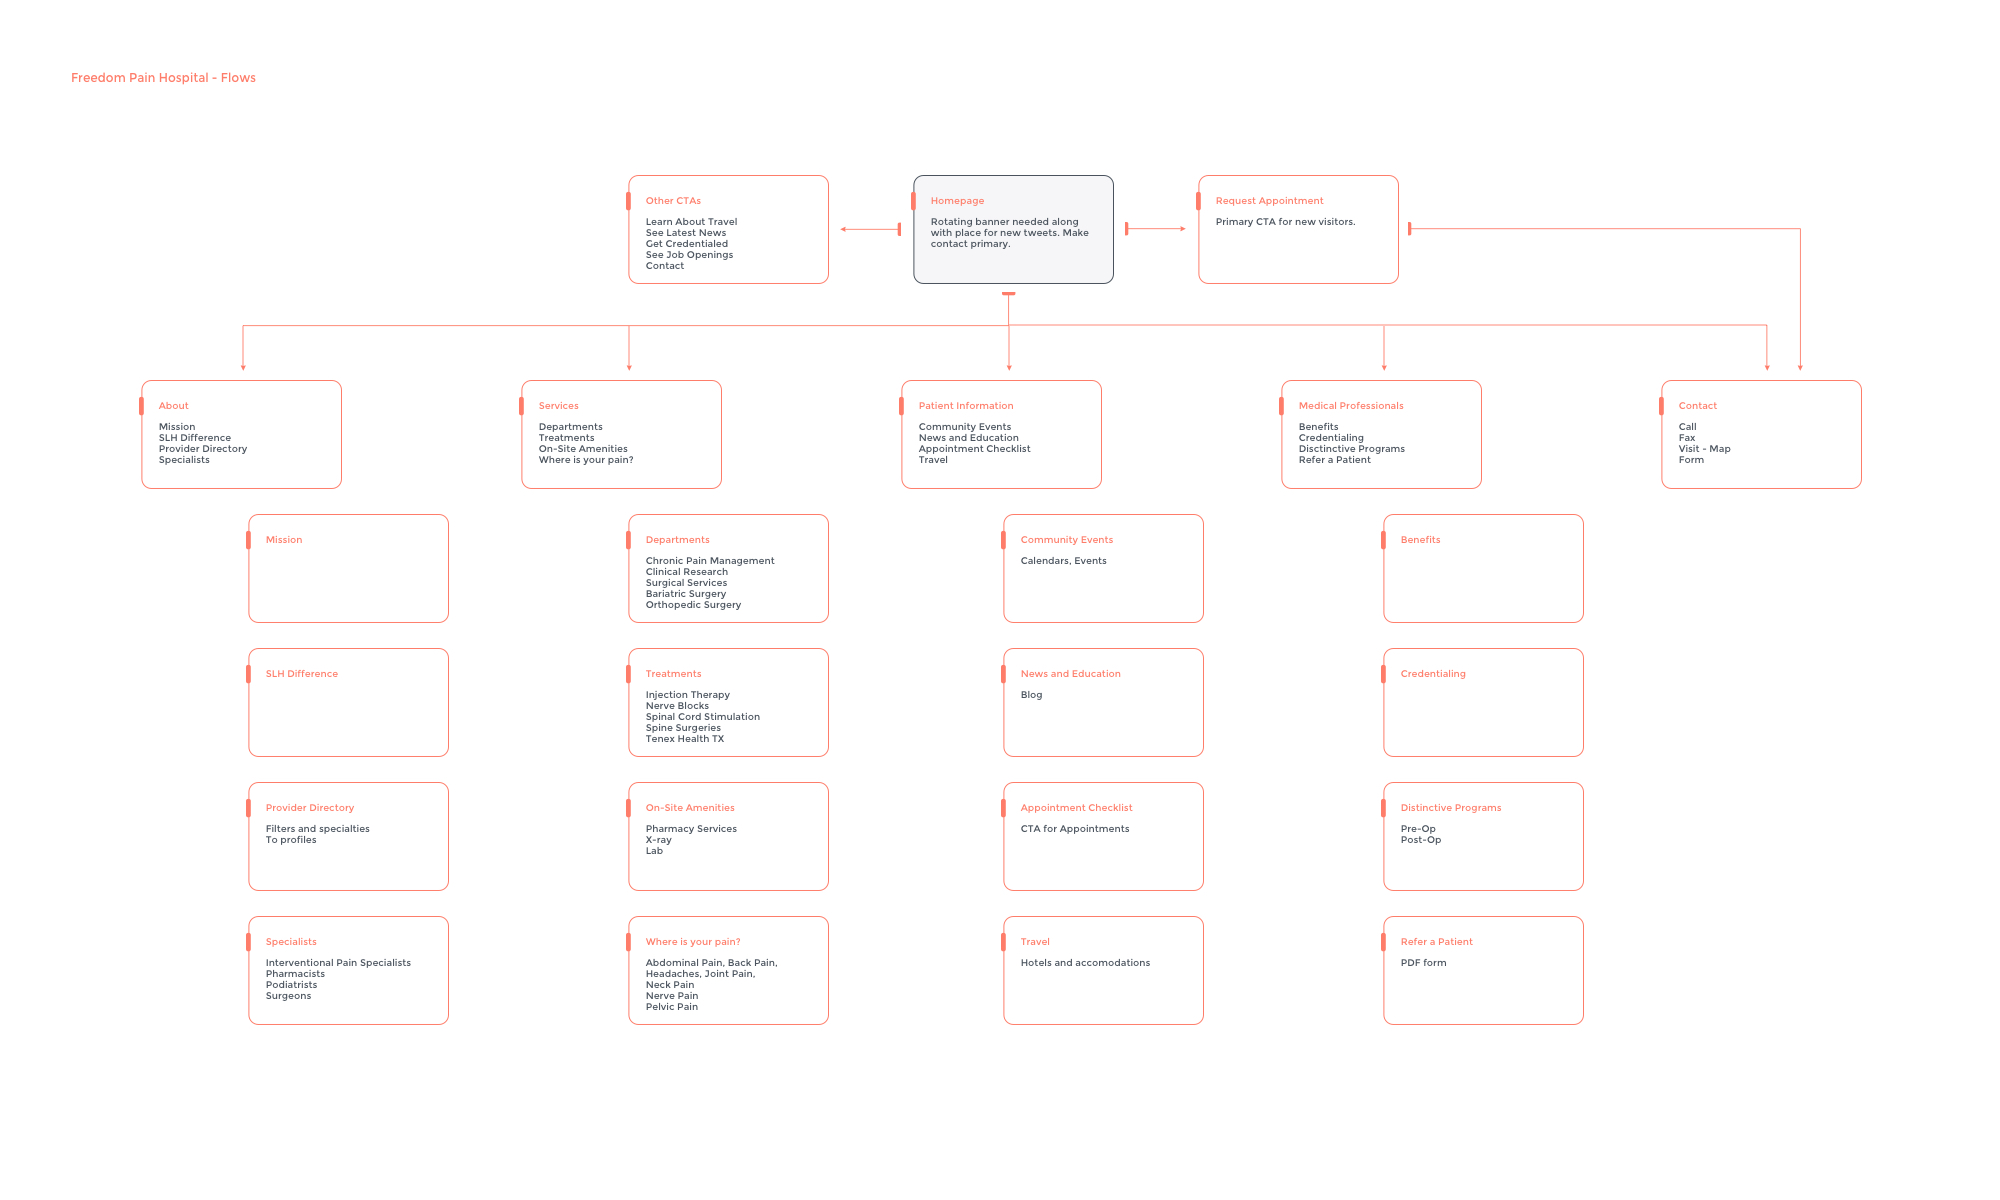 Freedom Pain Hospital - Flows
Other CTAs
Learn About Travel
See Latest News
Get Credentialed
See Job Openings
Contact
Homepage
Rotating banner needed along
with place for new tweets. Make
contact primary.
Request Appointment
Primary CTA for new visitors.
About
Mission
SLH Difference
Provider Directory
Specialists
Services
Departments
Treatments
On-Site Amenities
Where is your pain?
Patient Information
Community Events
News and Education
Appointment Checklist
Travel
Medical Professionals
Benefits
Credentialing
Disctinctive Programs
Refer a Patient
Contact
Call
Fax
Visit - Map
Form
Mission
Departments
Chronic Pain Management
Clinical Research
Surgical Services
Bariatric Surgery
Orthopedic Surgery
Community Events
Calendars, Events
Benefits
SLH Difference
Treatments
Injection Therapy
Nerve Blocks
Spinal Cord Stimulation
Spine Surgeries
Tenex Health TX
News and Education
Blog
Credentialing
Provider Directory
Filters and specialties
To profiles
On-Site Amenities
Pharmacy Services
X-ray
Lab
Appointment Checklist
CTA for Appointments
Distinctive Programs
Pre-Op
Post-Op
Specialists
Interventional Pain Specialists
Pharmacists
Podiatrists
Surgeons
Where is your pain?
Abdominal Pain, Back Pain,
Headaches, Joint Pain,
Neck Pain
Nerve Pain
Pelvic Pain
Travel
Hotels and accomodations
Refer a Patient
PDF form